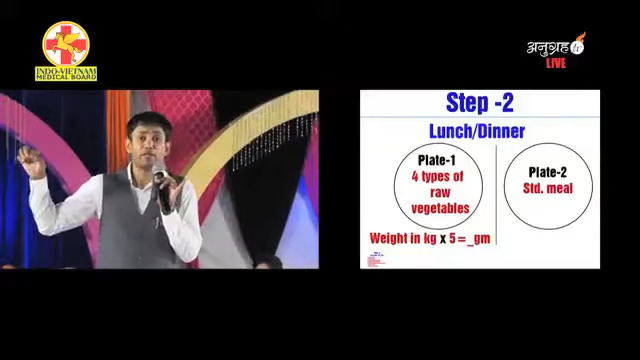 INDO-VIETNAM
MEDICAL BOARD
अनुग्रह
LIVE
Step -2
Lunch/Dinner
Plate-1
4 types of
raw
vegetables
Plate-2
Std. meal
Weight in kg x 5 = _gm